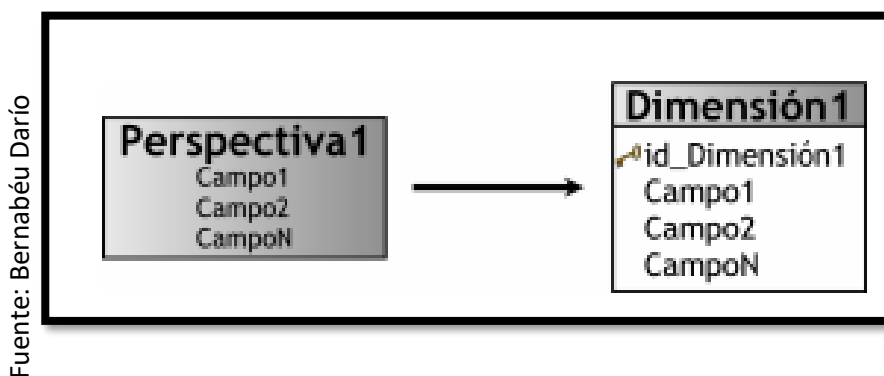 Fuente: Bernabéu Darío
Perspectiva1
Campo1
Campo2
CampoN
Dimensión1
id_Dimensión1
Campo1
Campo2
CampoN